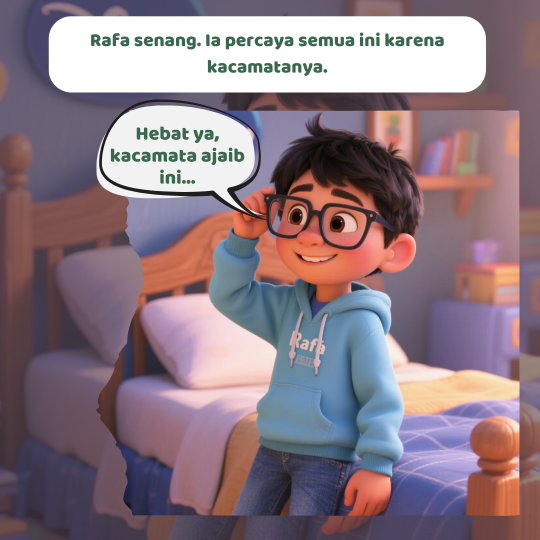 Rafa senang. Ia percaya semua ini karena
kacamatanya.
Hebat ya,
kacamata ajaib
ini...
Rafa